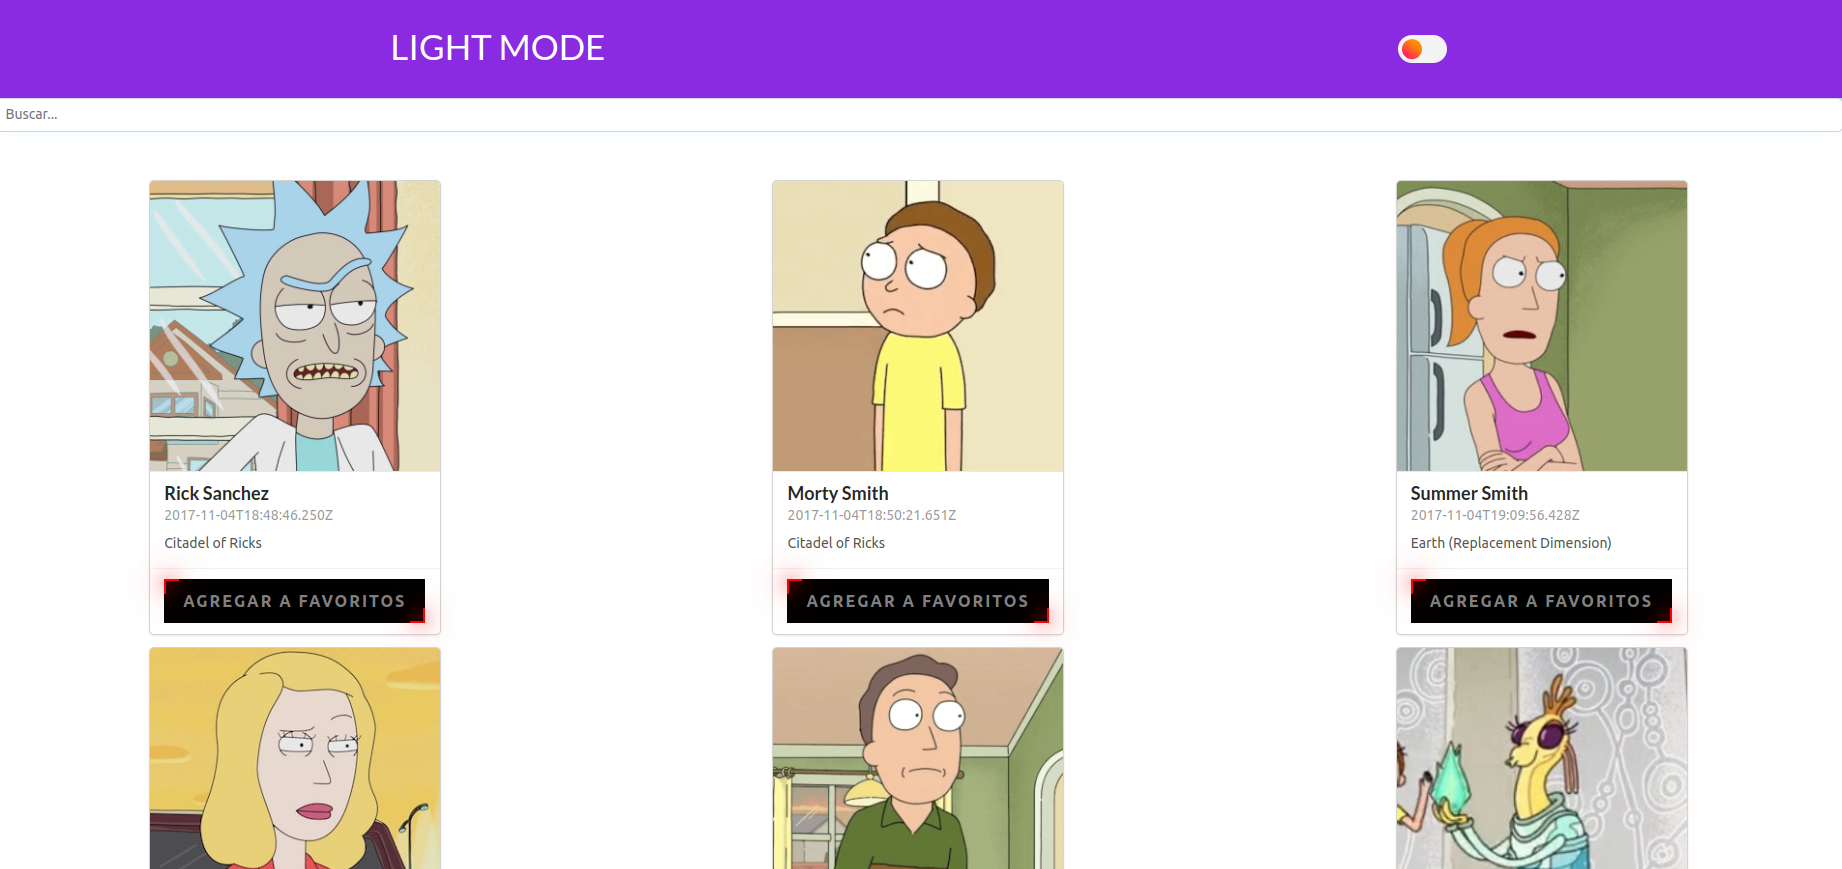 LIGHT MODE
Buscar...
Rick Sanchez
2017-11-04T18:48:46.250Z
Citadel of Ricks
AGREGAR A FAVORITOS
Morty Smith
2017-11-04T18:50:21.651Z
Citadel of Ricks
AGREGAR A FAVORITOS
Summer Smith
2017-11-04T19:09:56.428Z
Earth (Replacement Dimension)
AGREGAR A FAVORITOS